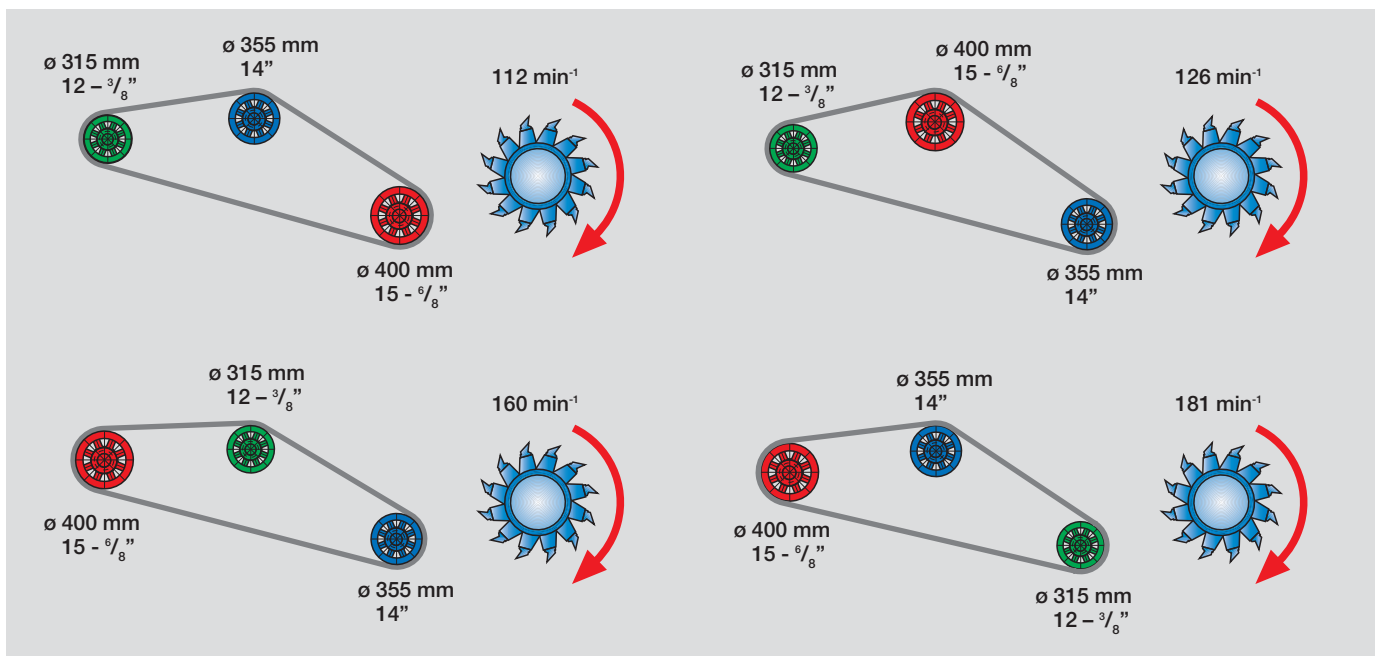 ø 315 mm
12 – ³/₈”
ø 355 mm
14”
112 min⁻¹
ø 400 mm
15 - ⁶/₈”
ø 315 mm
12 – ³/₈”
ø 400 mm
15 - ⁶/₈”
126 min⁻¹
ø 355 mm
14”
ø 315 mm
12 – ³/₈”
160 min⁻¹
ø 400 mm
15 - ⁶/₈”
ø 355 mm
14”
ø 355 mm
14”
181 min⁻¹
ø 400 mm
15 - ⁶/₈”
ø 315 mm
12 – ³/₈”